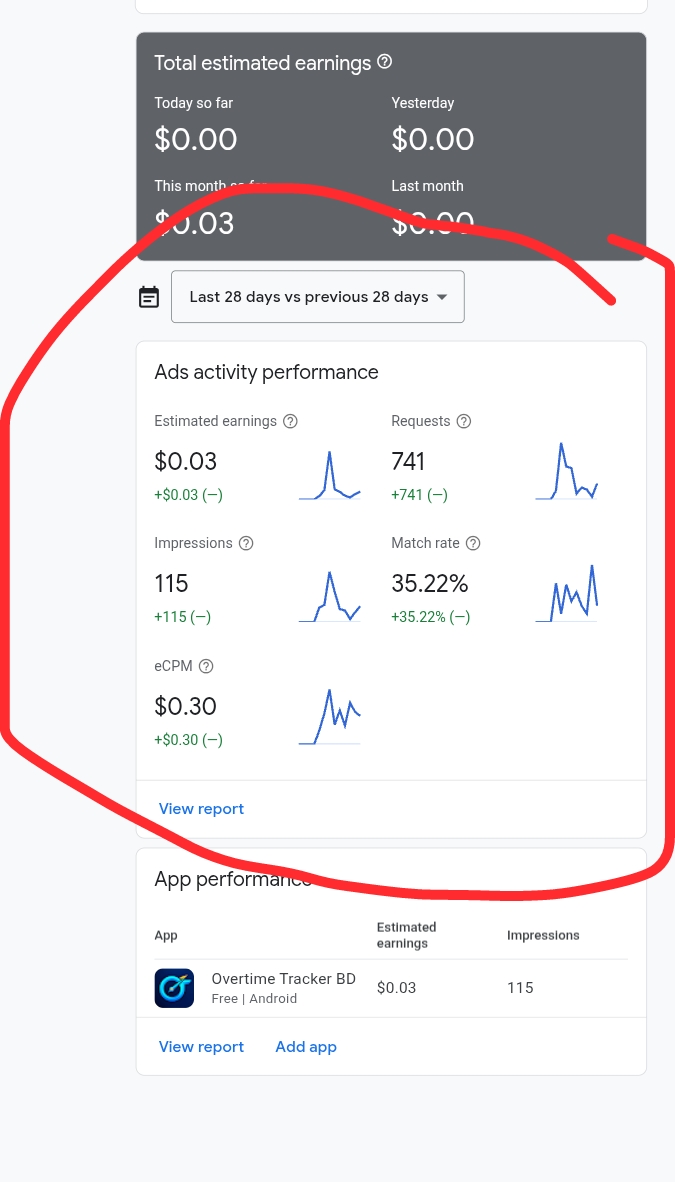 Total estimated earnings
Today so far
Yesterday
$0.00
$0.00
This month so far
Last month
$0.03
$0.00
Last 28 days vs previous 28 days
Ads activity performance
Estimated earnings
Requests
$0.03
741
+$0.03 (—)
+741 (—)
Impressions
Match rate
115
35.22%
+115 (—)
+35.22% (—)
eCPM
$0.30
+$0.30 (—)
View report
App performance
App
Estimated
earnings
Impressions
Overtime Tracker BD
Free | Android
$0.03
115
View report
Add app